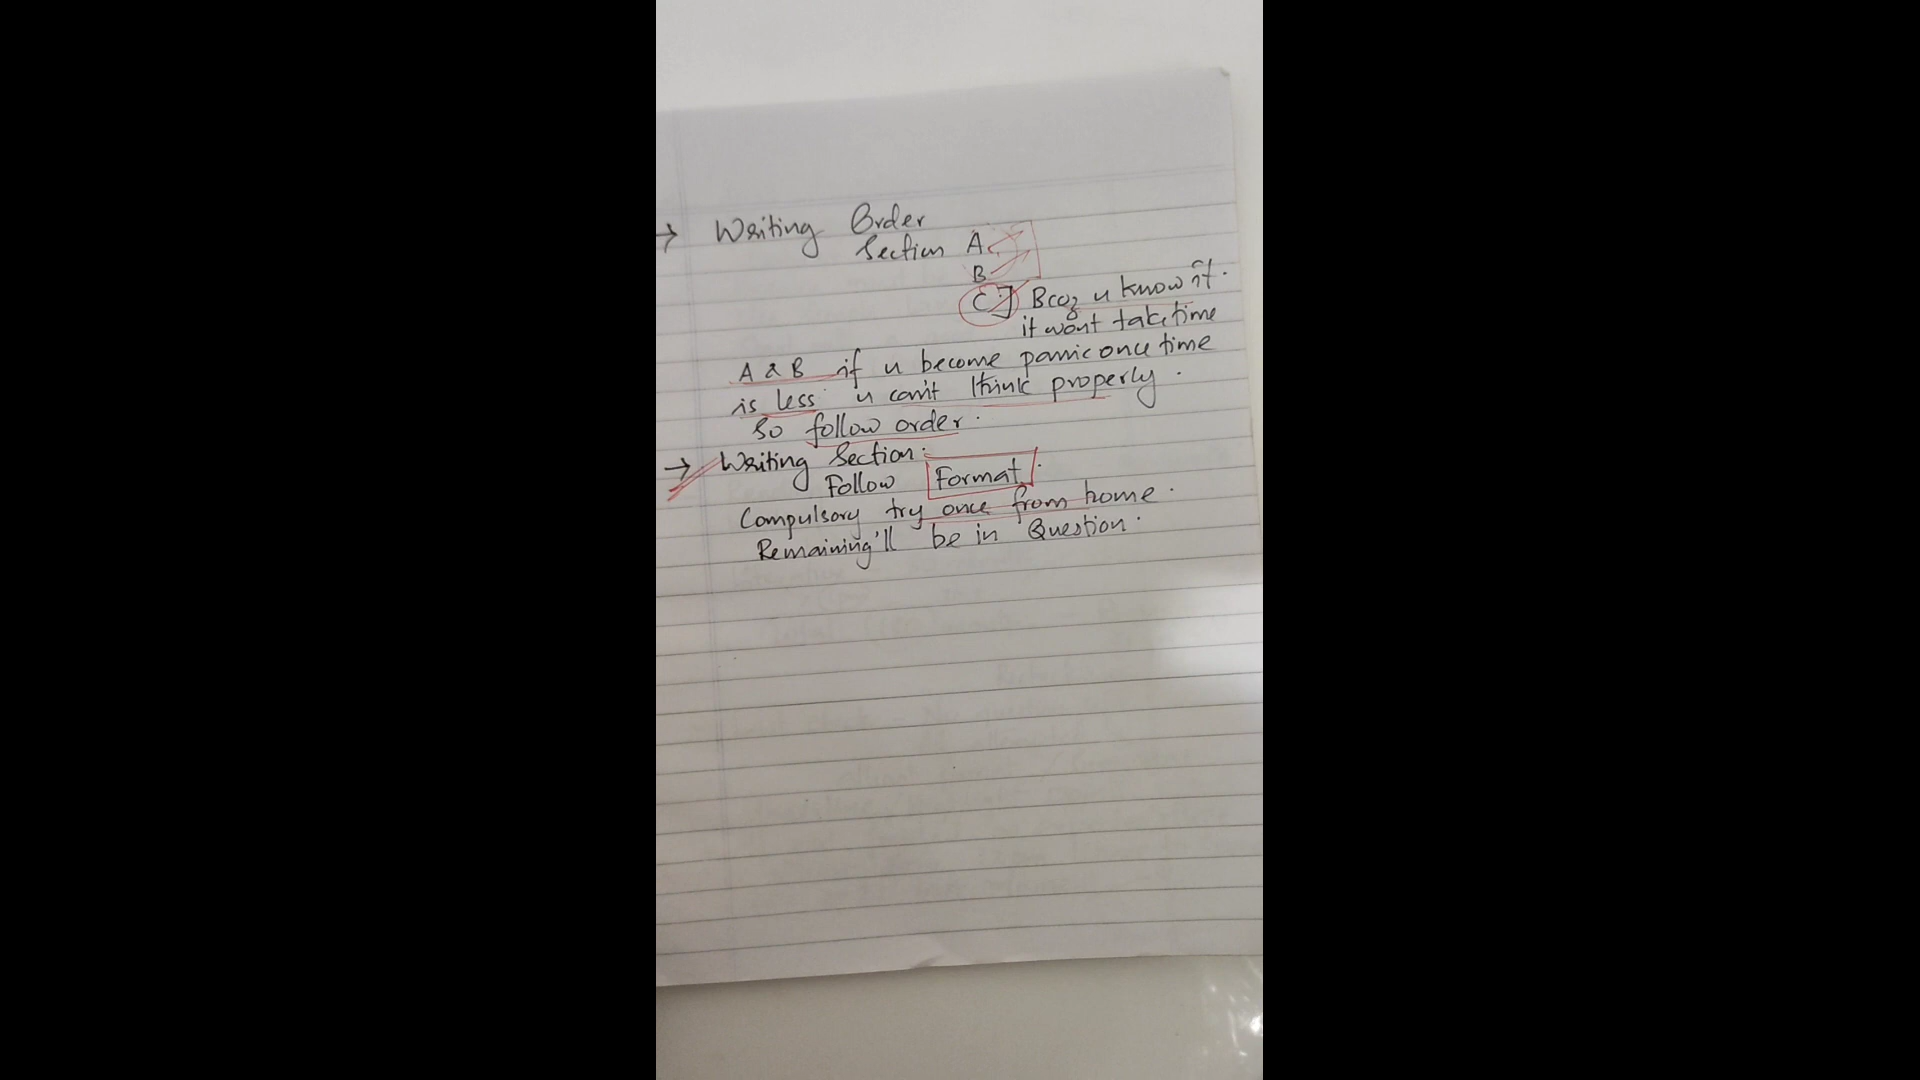 → Writing Order
Section A
B
C] Bcoz u know it.
it wont take time
A & B if u become panic once time
is less u can't think properly.
So follow order.
→ Writing Section:
Follow Format.
Compulsory try once from home.
Remaining'll be in Question.